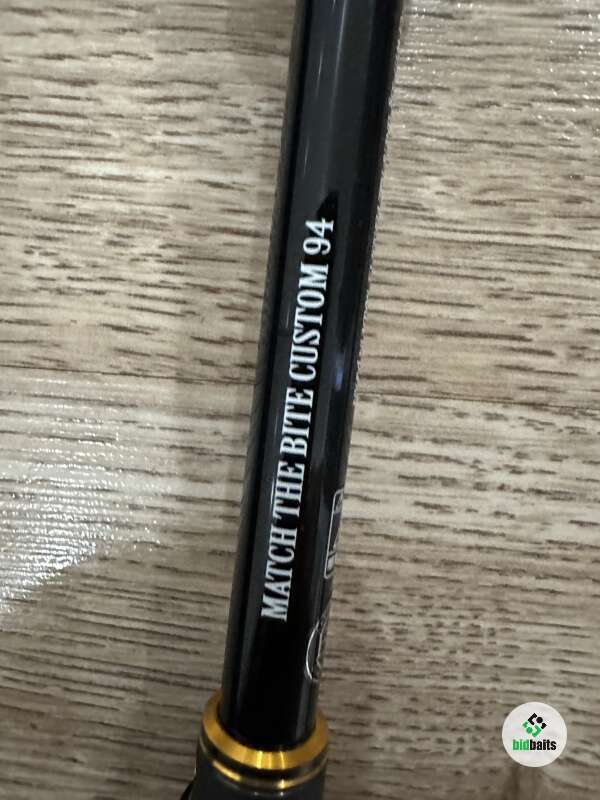 MATCH THE BITE CUSTOM 94
bidbaits